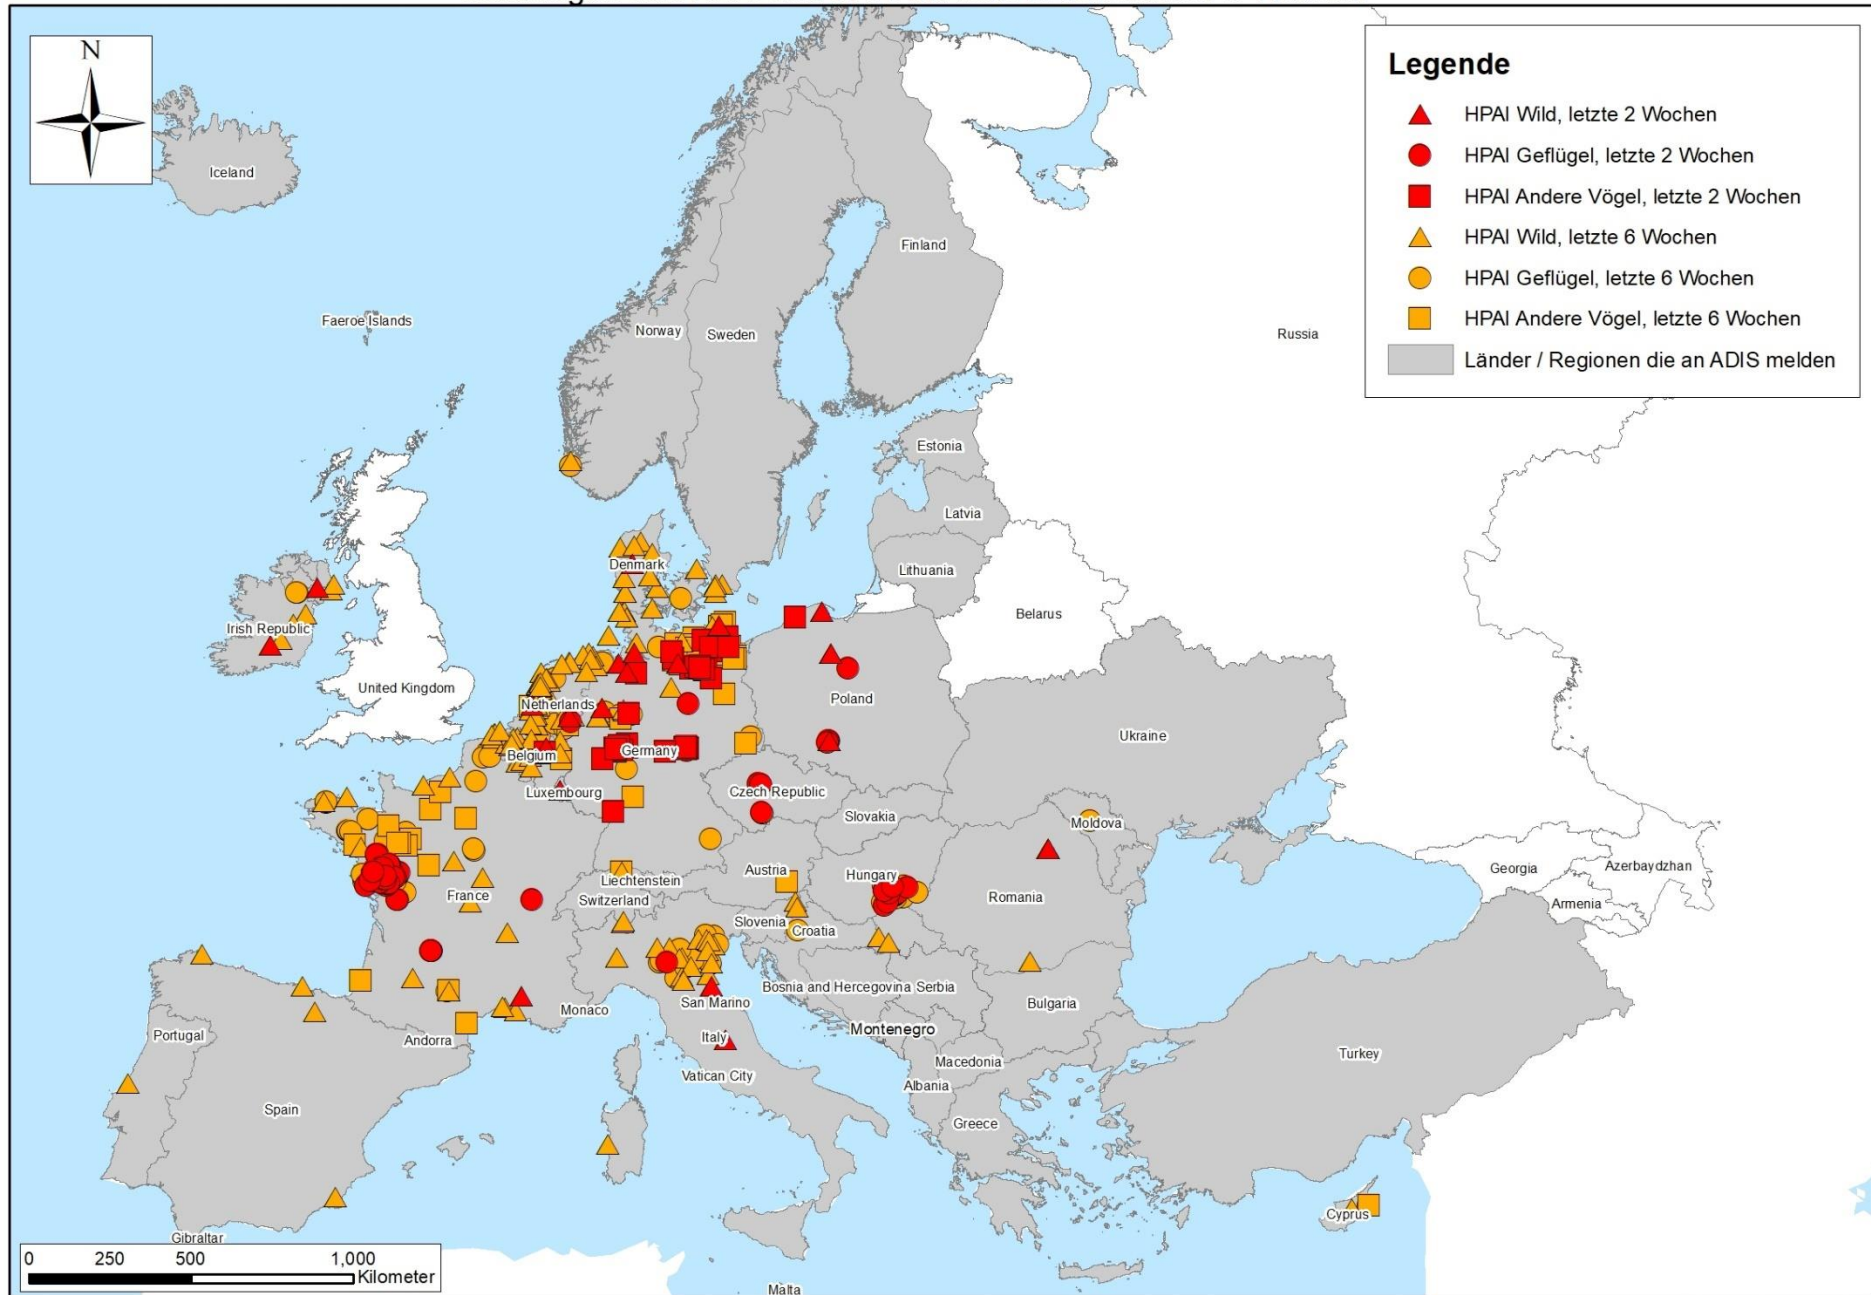 N
Legende
HPAI Wild, letzte 2 Wochen
HPAI Geflügel, letzte 2 Wochen
HPAI Andere Vögel, letzte 2 Wochen
HPAI Wild, letzte 6 Wochen
HPAI Geflügel, letzte 6 Wochen
HPAI Andere Vögel, letzte 6 Wochen
Länder / Regionen die an ADIS melden
Iceland
Finland
Faeroe Islands
Norway
Sweden
Russia
Estonia
Latvia
Denmark
Lithuania
Belarus
Irish Republic
United Kingdom
Netherlands
Poland
Ukraine
Belgium
Germany
Luxembourg
Czech Republic
Slovakia
Moldova
Austria
Hungary
Liechtenstein
Georgia
Azerbaydzhan
France
Switzerland
Romania
Armenia
Slovenia
Croatia
Bosnia and Hercegovina
Serbia
San Marino
Monaco
Bulgaria
Portugal
Andorra
Italy
Montenegro
Turkey
Macedonia
Vatican City
Albania
Spain
Greece
Cyprus
Gibraltar
Malta
0 250 500 1,000
Kilometer